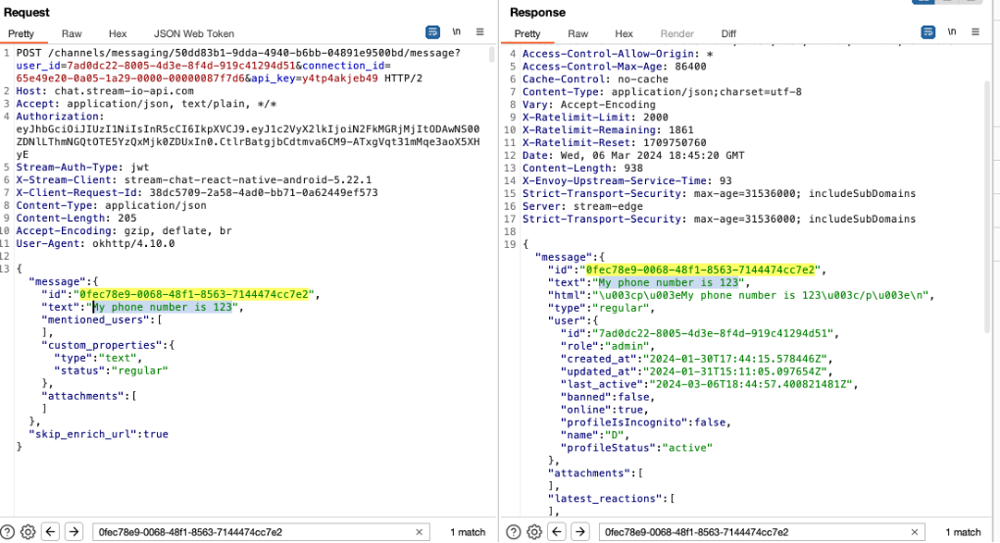 Request
Pretty Raw Hex JSON Web Token \n
1 POST /channels/messaging/50dd83b1-9dda-4940-b6bb-04891e9500bd/message?
user_id=7ad0dc22-8005-4d3e-8f4d-919c41294d51&connection_id=
65e49e20-0a05-1a29-0000-00000087f7d6&api_key=y4tp4akjeb49 HTTP/2
2 Host: chat.stream-io-api.com
3 Accept: application/json, text/plain, */*
4 Authorization:
eyJhbGciOiJIUzI1NiIsInR5cCI6IkpXVCJ9.eyJ1c2VyX2lkIjoiN2FkMGRjMjItODAwNS00
ZDNlLThmNGQtOTE5YzQxMjk0ZDUxIn0.CtlrBatgjbCdtmva6CM9-ATxgVqt31mMqe3aoX5XH
yE
5 Stream-Auth-Type: jwt
6 X-Stream-Client: stream-chat-react-native-android-5.22.1
7 X-Client-Request-Id: 38dc5709-2a58-4ad0-bb71-0a62449ef573
8 Content-Type: application/json
9 Content-Length: 205
10 Accept-Encoding: gzip, deflate, br
11 User-Agent: okhttp/4.10.0
12
13 {
"message":{
"id":"0fec78e9-0068-48f1-8563-7144474cc7e2",
"text":"My phone number is 123",
"mentioned_users":[
],
"custom_properties":{
"type":"text",
"status":"regular"
},
"attachments":[
]
},
"skip_enrich_url":true
}
0fec78e9-0068-48f1-8563-7144474cc7e2 1 match
Response
Pretty Raw Hex Render Diff \n
4 Access-Control-Allow-Origin: *
5 Access-Control-Max-Age: 86400
6 Cache-Control: no-cache
7 Content-Type: application/json;charset=utf-8
8 Vary: Accept-Encoding
9 X-Ratelimit-Limit: 2000
10 X-Ratelimit-Remaining: 1861
11 X-Ratelimit-Reset: 1709750760
12 Date: Wed, 06 Mar 2024 18:45:20 GMT
13 Content-Length: 938
14 X-Envoy-Upstream-Service-Time: 93
15 Strict-Transport-Security: max-age=31536000; includeSubDomains
16 Server: stream-edge
17 Strict-Transport-Security: max-age=31536000; includeSubDomains
18
19 {
"message":{
"id":"0fec78e9-0068-48f1-8563-7144474cc7e2",
"text":"My phone number is 123",
"html":"\u003cp\u003eMy phone number is 123\u003c/p\u003e\n",
"type":"regular",
"user":{
"id":"7ad0dc22-8005-4d3e-8f4d-919c41294d51",
"role":"admin",
"created_at":"2024-01-30T17:44:15.578446Z",
"updated_at":"2024-01-31T15:11:05.097654Z",
"last_active":"2024-03-06T18:44:57.400821481Z",
"banned":false,
"online":true,
"profileIsIncognito":false,
"name":"D",
"profileStatus":"active"
},
"attachments":[
],
"latest_reactions":[
],
0fec78e9-0068-48f1-8563-7144474cc7e2 1 match